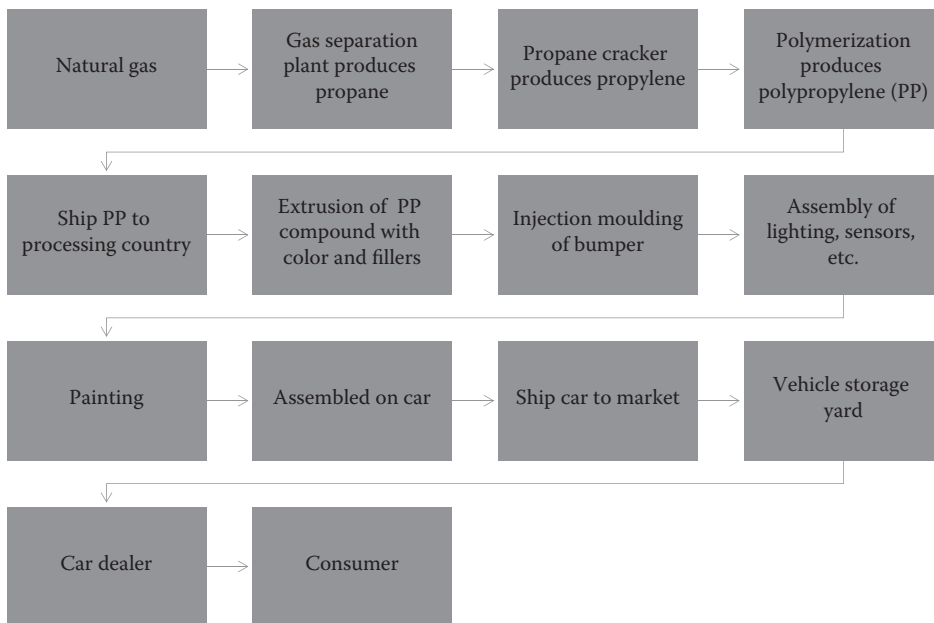 Natural gas
Gas separation
plant produces
propane
Propane cracker
produces propylene
Polymerization
produces
polypropylene (PP)
Ship PP to
processing country
Extrusion of PP
compound with
color and fillers
Injection moulding
of bumper
Assembly of
lighting, sensors,
etc.
Painting
Assembled on car
Ship car to market
Vehicle storage
yard
Car dealer
Consumer